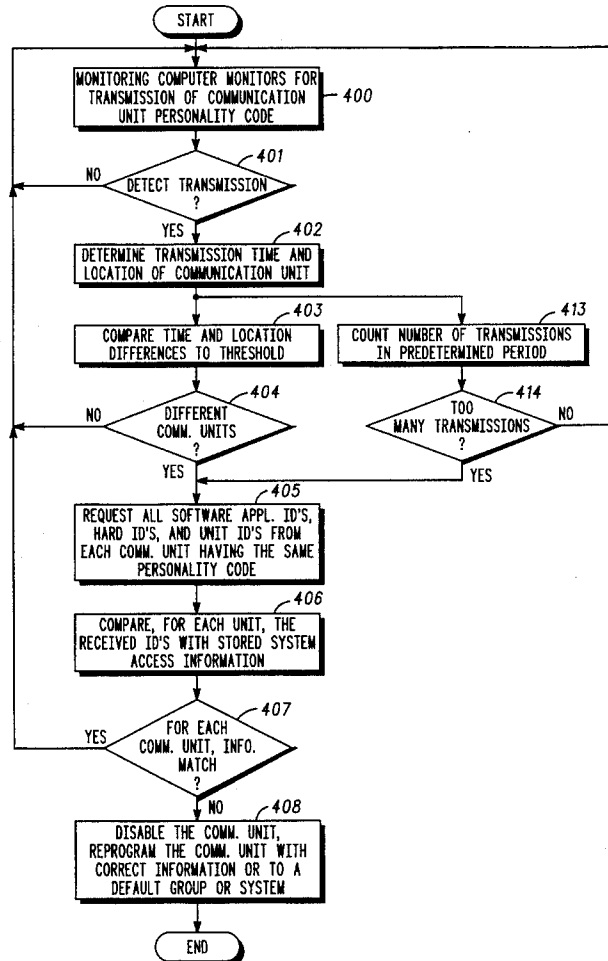 START
MONITORING COMPUTER MONITORS FOR
TRANSMISSION OF COMMUNICATION
UNIT PERSONALITY CODE
400
401
NO
DETECT TRANSMISSION
?
YES
402
DETERMINE TRANSMISSION TIME AND
LOCATION OF COMMUNICATION UNIT
403
COMPARE TIME AND LOCATION
DIFFERENCES TO THRESHOLD
413
COUNT NUMBER OF TRANSMISSIONS
IN PREDETERMINED PERIOD
404
NO
DIFFERENT
COMM. UNITS
?
YES
414
TOO
MANY TRANSMISSIONS
?
NO
YES
405
REQUEST ALL SOFTWARE APPL. ID'S,
HARD ID'S, AND UNIT ID'S FROM
EACH COMM. UNIT HAVING THE SAME
PERSONALITY CODE
406
COMPARE, FOR EACH UNIT, THE
RECEIVED ID'S WITH STORED SYSTEM
ACCESS INFORMATION
407
YES
FOR EACH
COMM. UNIT, INFO.
MATCH
?
NO
408
DISABLE THE COMM. UNIT,
REPROGRAM THE COMM. UNIT WITH
CORRECT INFORMATION OR TO A
DEFAULT GROUP OR SYSTEM
END